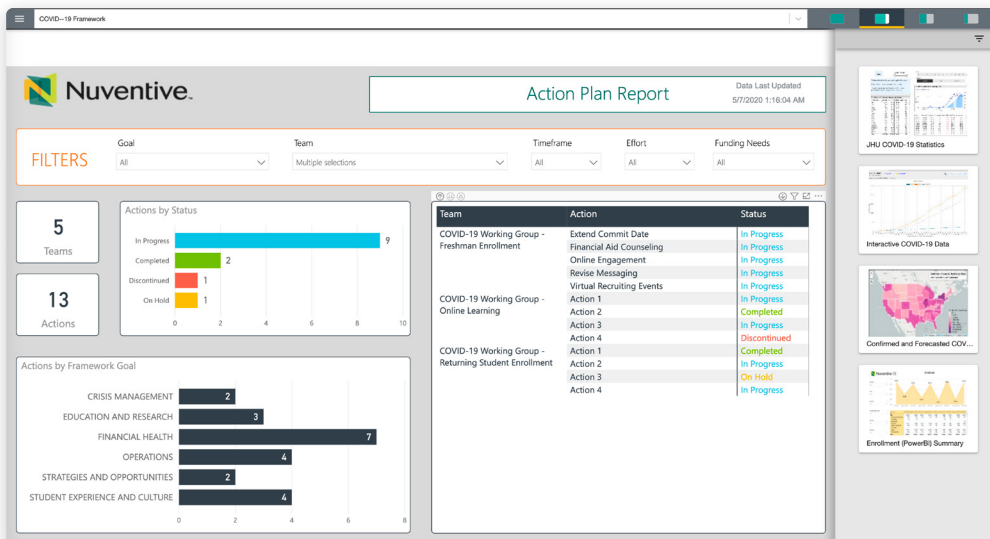 COVID--19 Framework
Nuventive.
Action Plan Report
Data Last Updated
5/7/2020 1:16:04 AM
FILTERS
Goal
All
Team
Multiple selections
Timeframe
All
Effort
All
Funding Needs
All
5
Teams
13
Actions
Actions by Status
In Progress 9
Completed 2
Discontinued 1
On Hold 1
0 2 4 6 8 10
Actions by Framework Goal
CRISIS MANAGEMENT 2
EDUCATION AND RESEARCH 3
FINANCIAL HEALTH 7
OPERATIONS 4
STRATEGIES AND OPPORTUNITIES 2
STUDENT EXPERIENCE AND CULTURE 4
0 2 4 6 8
Team Action Status
COVID-19 Working Group - Extend Commit Date In Progress
Freshman Enrollment Financial Aid Counseling In Progress
Online Engagement In Progress
Revise Messaging In Progress
Virtual Recruiting Events In Progress
COVID-19 Working Group - Action 1 In Progress
Online Learning Action 2 Completed
Action 3 In Progress
Action 4 Discontinued
COVID-19 Working Group - Action 1 Completed
Returning Student Enrollment Action 2 In Progress
Action 3 On Hold
Action 4 In Progress
JHU COVID-19 Statistics
Interactive COVID-19 Data
Confirmed and Forecasted COV...
Nuventive
Enrollment (PowerBI) Summary